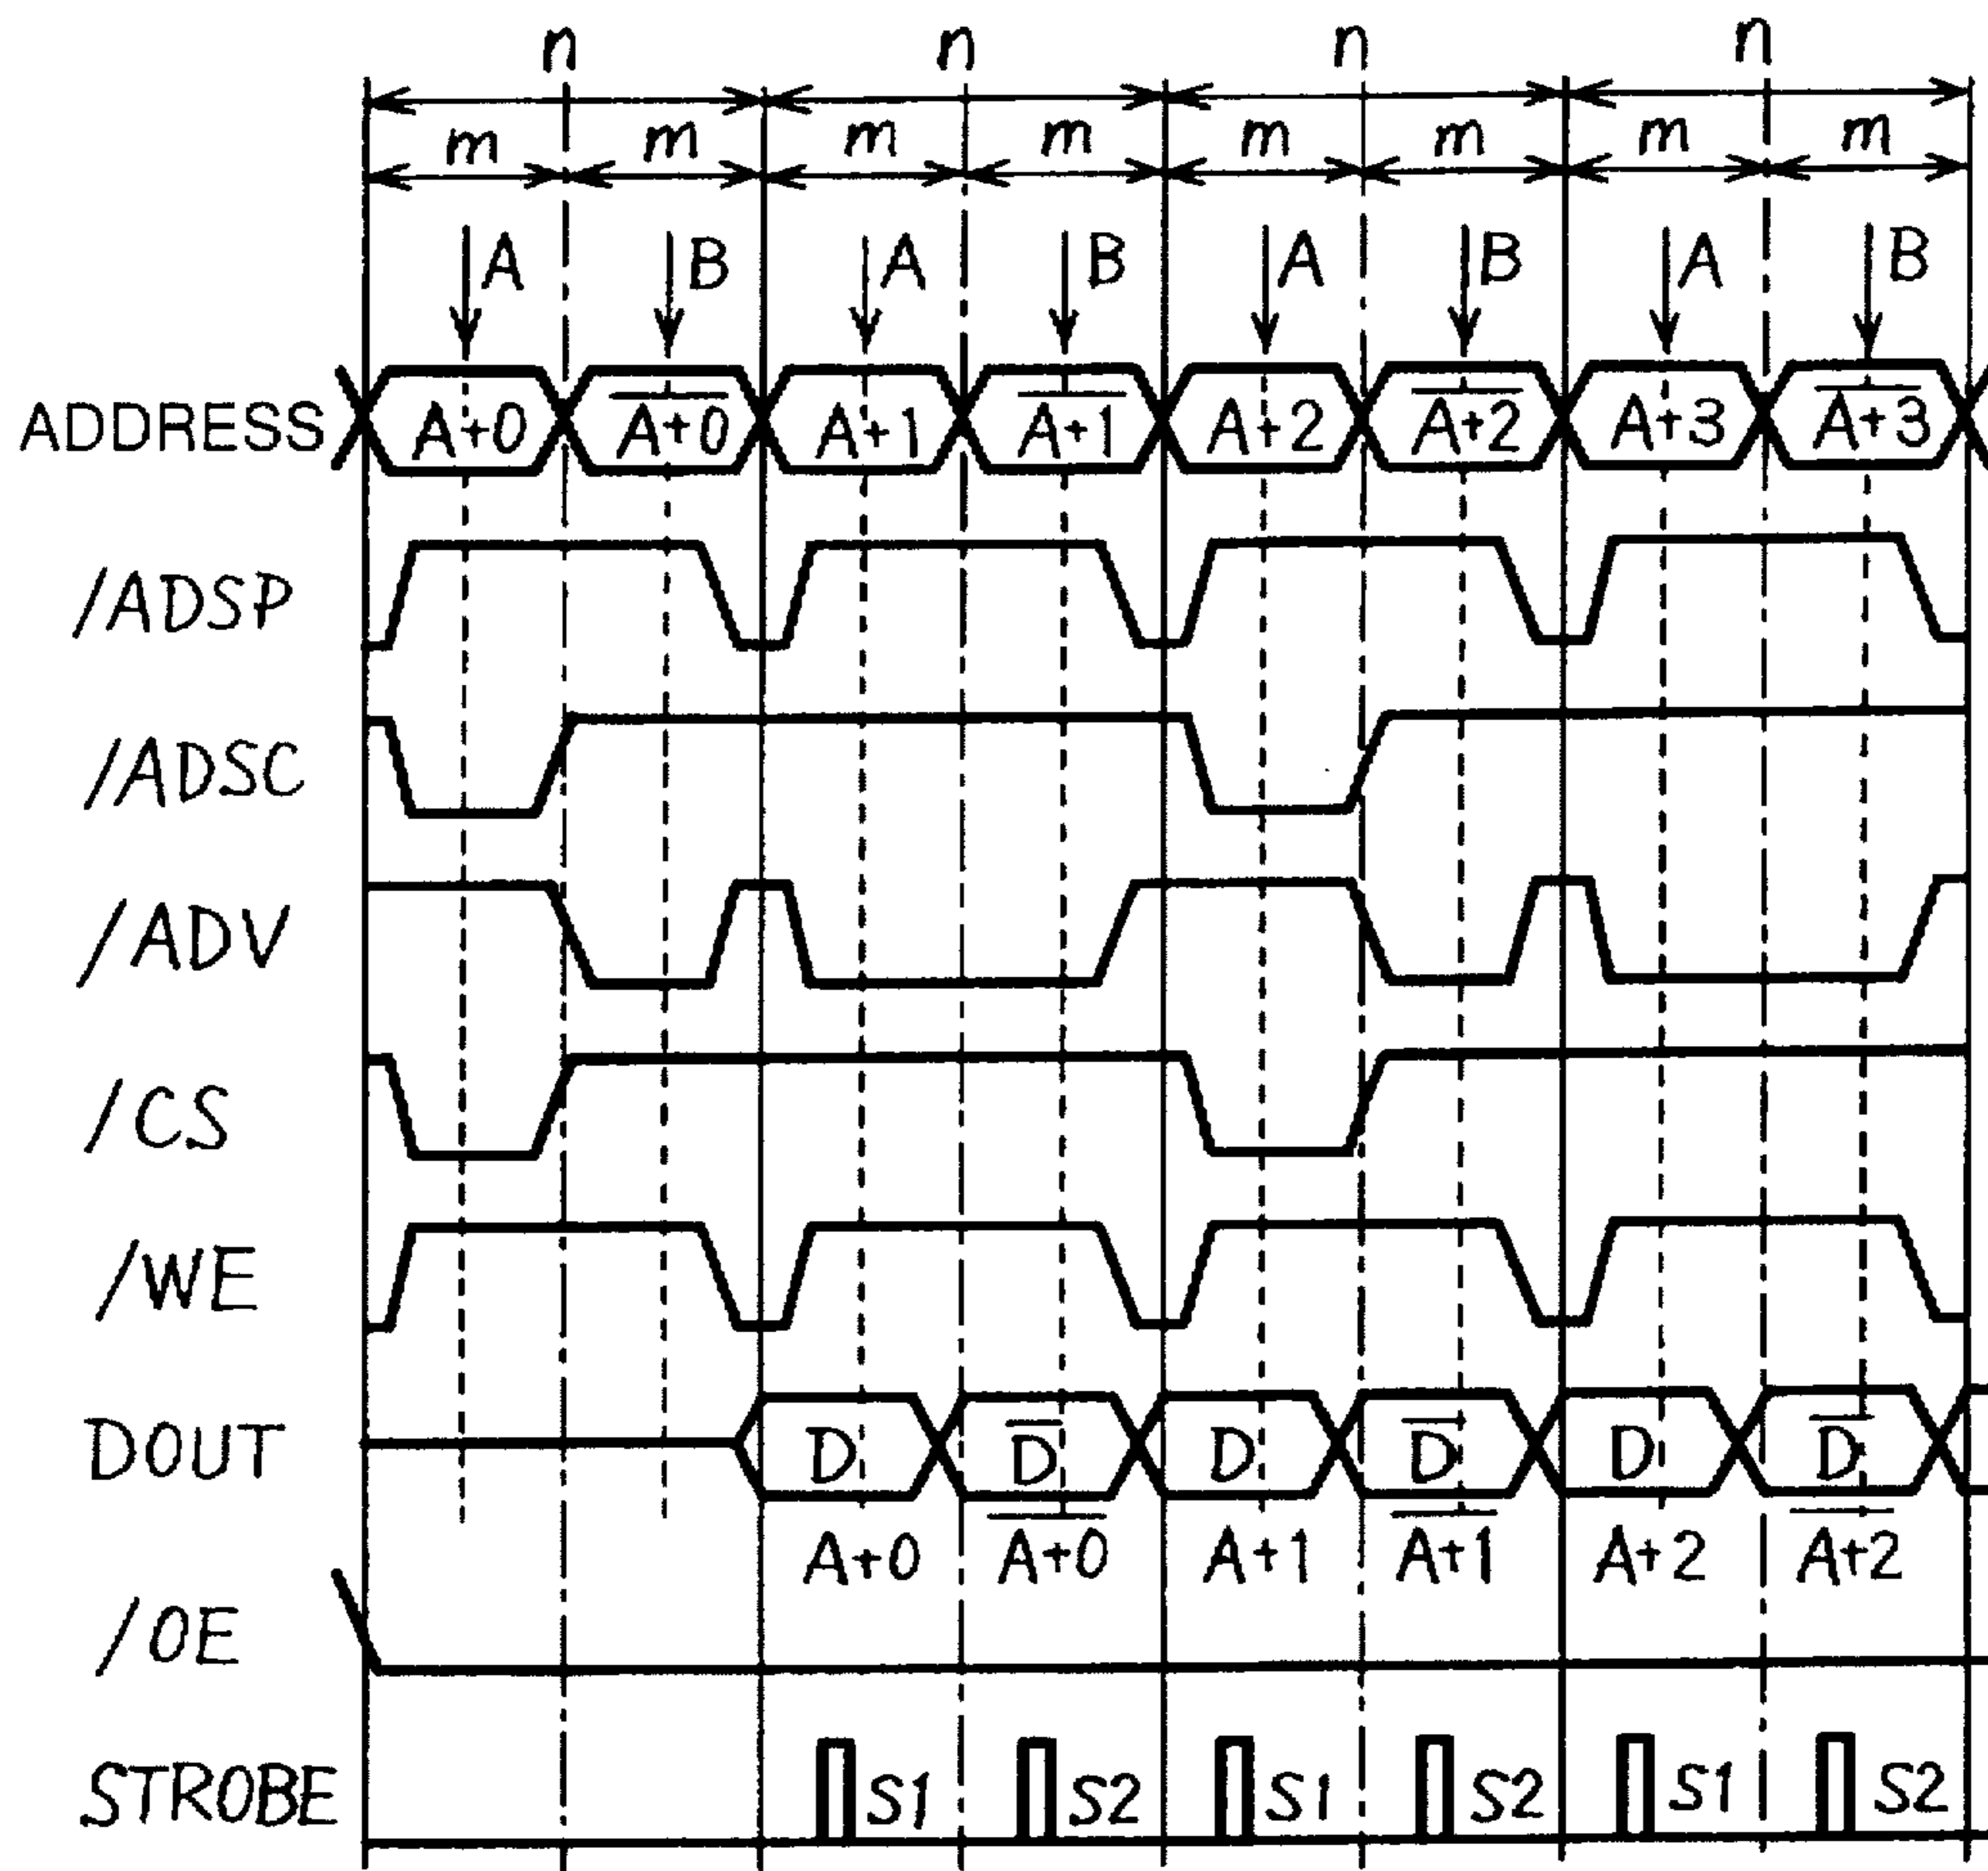 n n n n
m m m m m m m m
A B A B A B A B
ADDRESS A+0 A̅+̅0̅ A+1 A̅+̅1̅ A+2 A̅+̅2̅ A+3 A̅+̅3̅
/ADSP
/ADSC
/ADV
/CS
/WE
DOUT D D̅ D D̅ D D̅
A+0 A̅+̅0̅ A+1 A̅+̅1̅ A+2 A̅+̅2̅
/OE
STROBE S1 S2 S1 S2 S1 S2